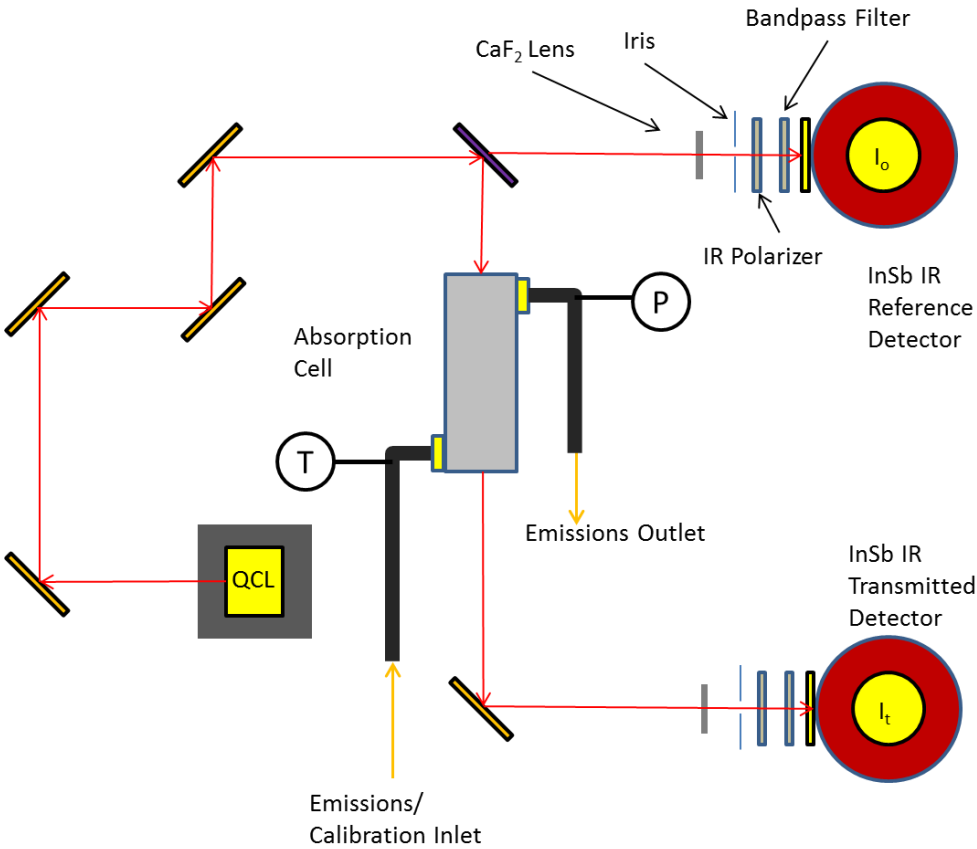 Bandpass Filter
Iris
CaF₂ Lens
Iₒ
IR Polarizer
InSb IR
Reference
Detector
P
Absorption
Cell
T
Emissions Outlet
QCL
InSb IR
Transmitted
Detector
Iₜ
Emissions/
Calibration Inlet